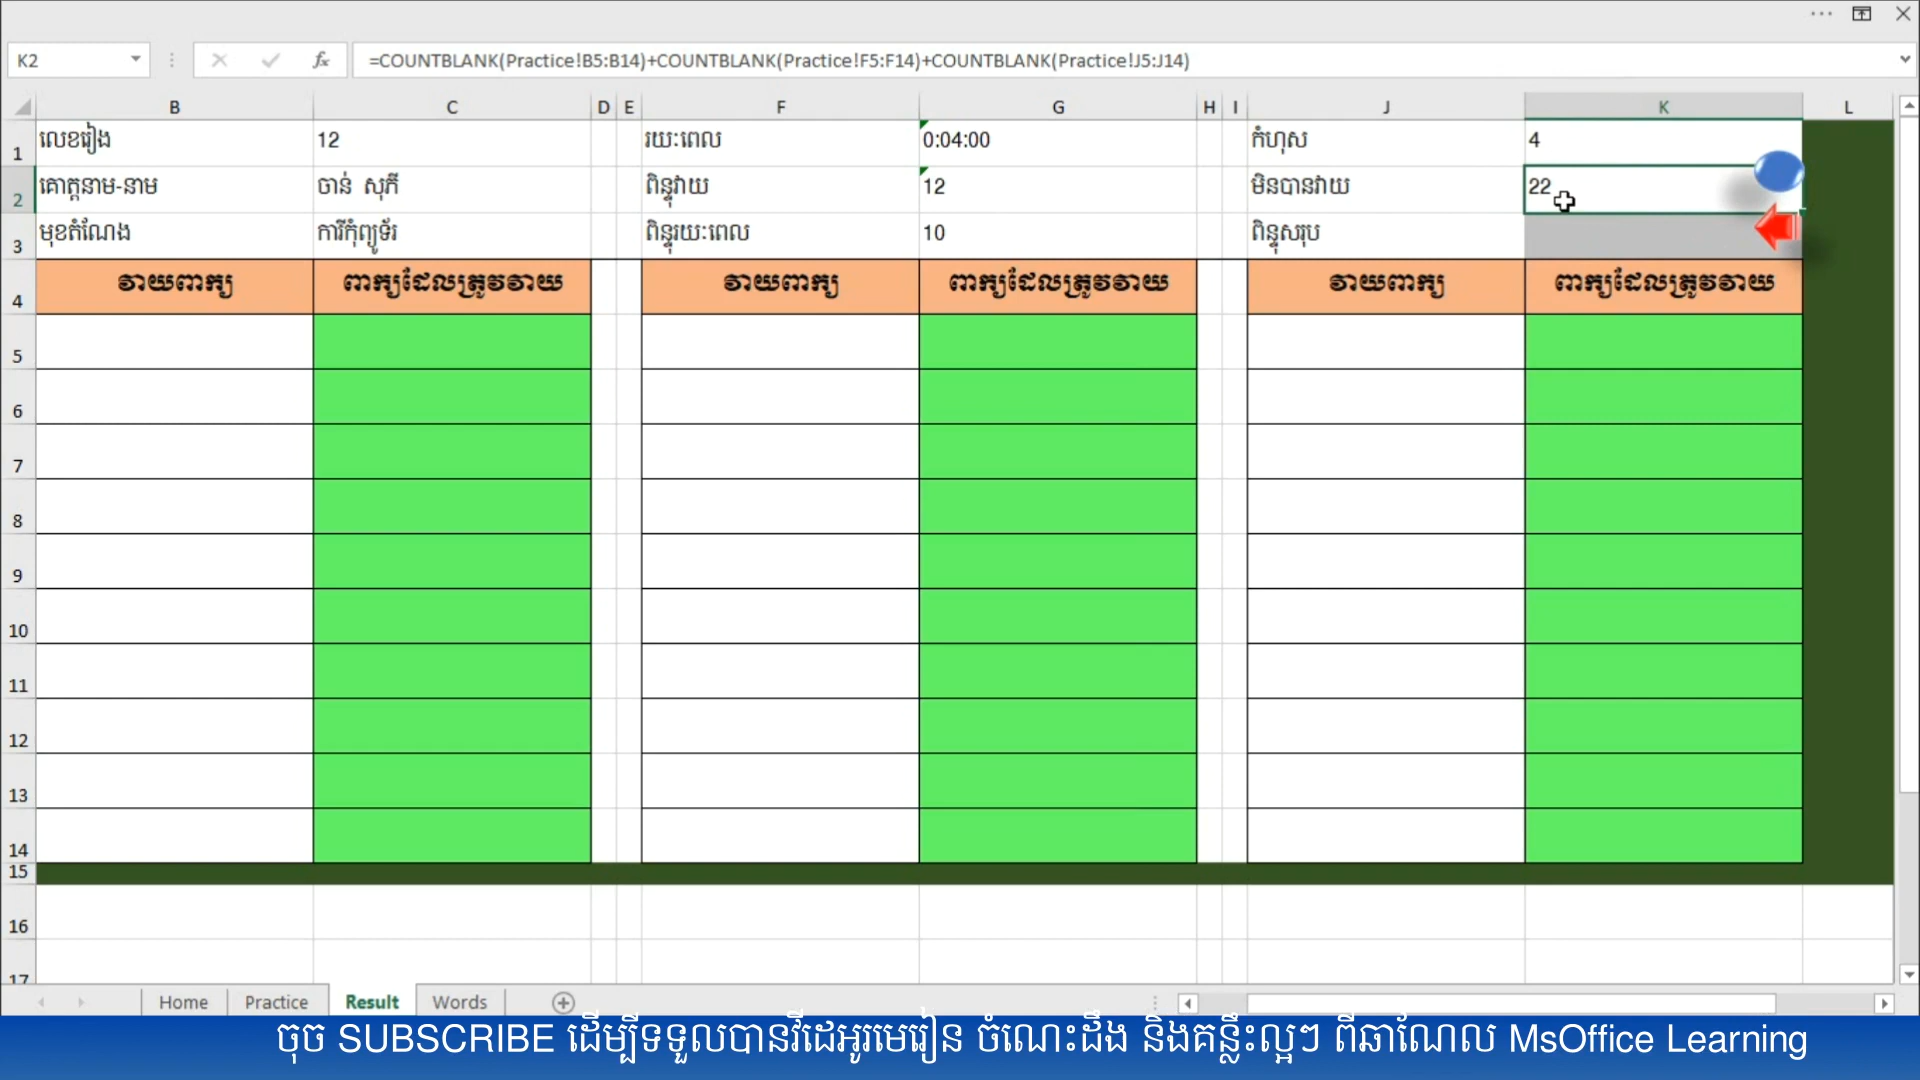 K2 fx =COUNTBLANK(Practice!B5:B14)+COUNTBLANK(Practice!F5:F14)+COUNTBLANK(Practice!J5:J14)
B C D E F G H I J K L
1 លេខរៀង 12 រយៈពេល 0:04:00 កំហុស 4
2 គោត្តនាម-នាម ចាន់ សុភី ពិន្ទុវាយ 12 មិនបានវាយ 22
3 មុខតំណែង ការីកុំព្យូទ័រ ពិន្ទុរយៈពេល 10 ពិន្ទុសរុប
4 វាយពាក្យ ពាក្យដែលត្រូវវាយ វាយពាក្យ ពាក្យដែលត្រូវវាយ វាយពាក្យ ពាក្យដែលត្រូវវាយ
5
6
7
8
9
10
11
12
13
14
15
16
17
Home Practice Result Words
ចុច SUBSCRIBE ដើម្បីទទួលបានវីដេអូរមេរៀន ចំណេះដឹង និងគន្លឹះល្អៗ ពីឆាណែល MsOffice Learning